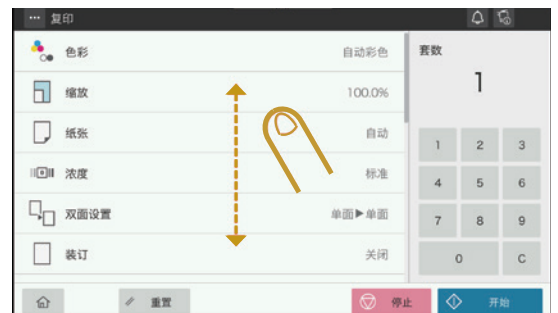 复印
色彩 自动彩色
缩放 100.0%
纸张 自动
浓度 标准
双面设置 单面▶单面
装订 关闭
套数
1
1 2 3
4 5 6
7 8 9
0 C
重置 停止 开始